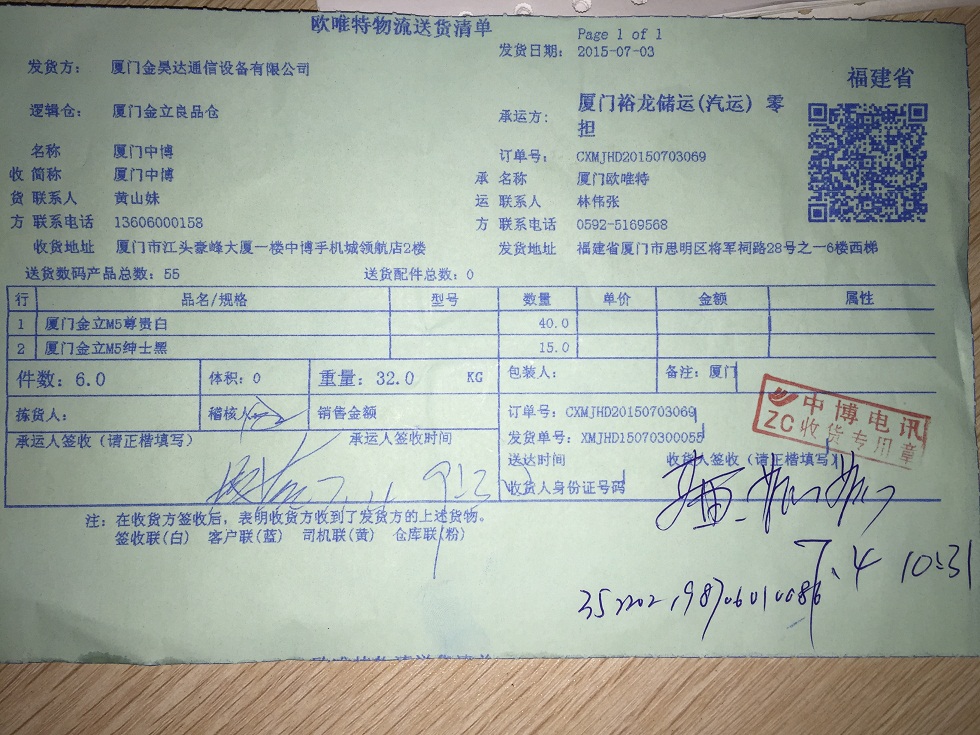 欧唯特物流送货清单
Page 1 of 1
发货日期： 2015-07-03
发货方： 厦门金昊达通信设备有限公司
福建省
逻辑仓： 厦门金立良品仓
承运方： 厦门裕龙储运(汽运) 零担
订单号： CXMJHD20150703069
名称 厦门中博
收 简称 厦门中博
承 名称 厦门欧唯特
货 联系人 黄山妹
运 联系人 林伟张
方 联系电话 13606000158
方 联系电话 0592-5169568
收货地址 厦门市江头豪峰大厦一楼中博手机城领航店2楼
发货地址 福建省厦门市思明区将军祠路28号之一6楼西梯
送货数码产品总数：55 送货配件总数：0
行 品名/规格 型号 数量 单价 金额 属性
1 厦门金立M5尊贵白 40.0
2 厦门金立M5绅士黑 15.0
件数：6.0 体积：0 重量：32.0 KG 包装人： 备注：厦门
拣货人： 稽核人 销售金额 订单号：CXMJHD20150703069
中博电讯
ZC收货专用章
承运人签收（请正楷填写） 承运人签收时间 发货单号：XMJHD15070300055
送达时间 收货人签收（请正楷填写）
收货人身份证号码
注：在收货方签收后，表明收货方收到了发货方的上述货物。
签收联(白) 客户联(蓝) 司机联(黄) 仓库联(粉)
7.4 10:31